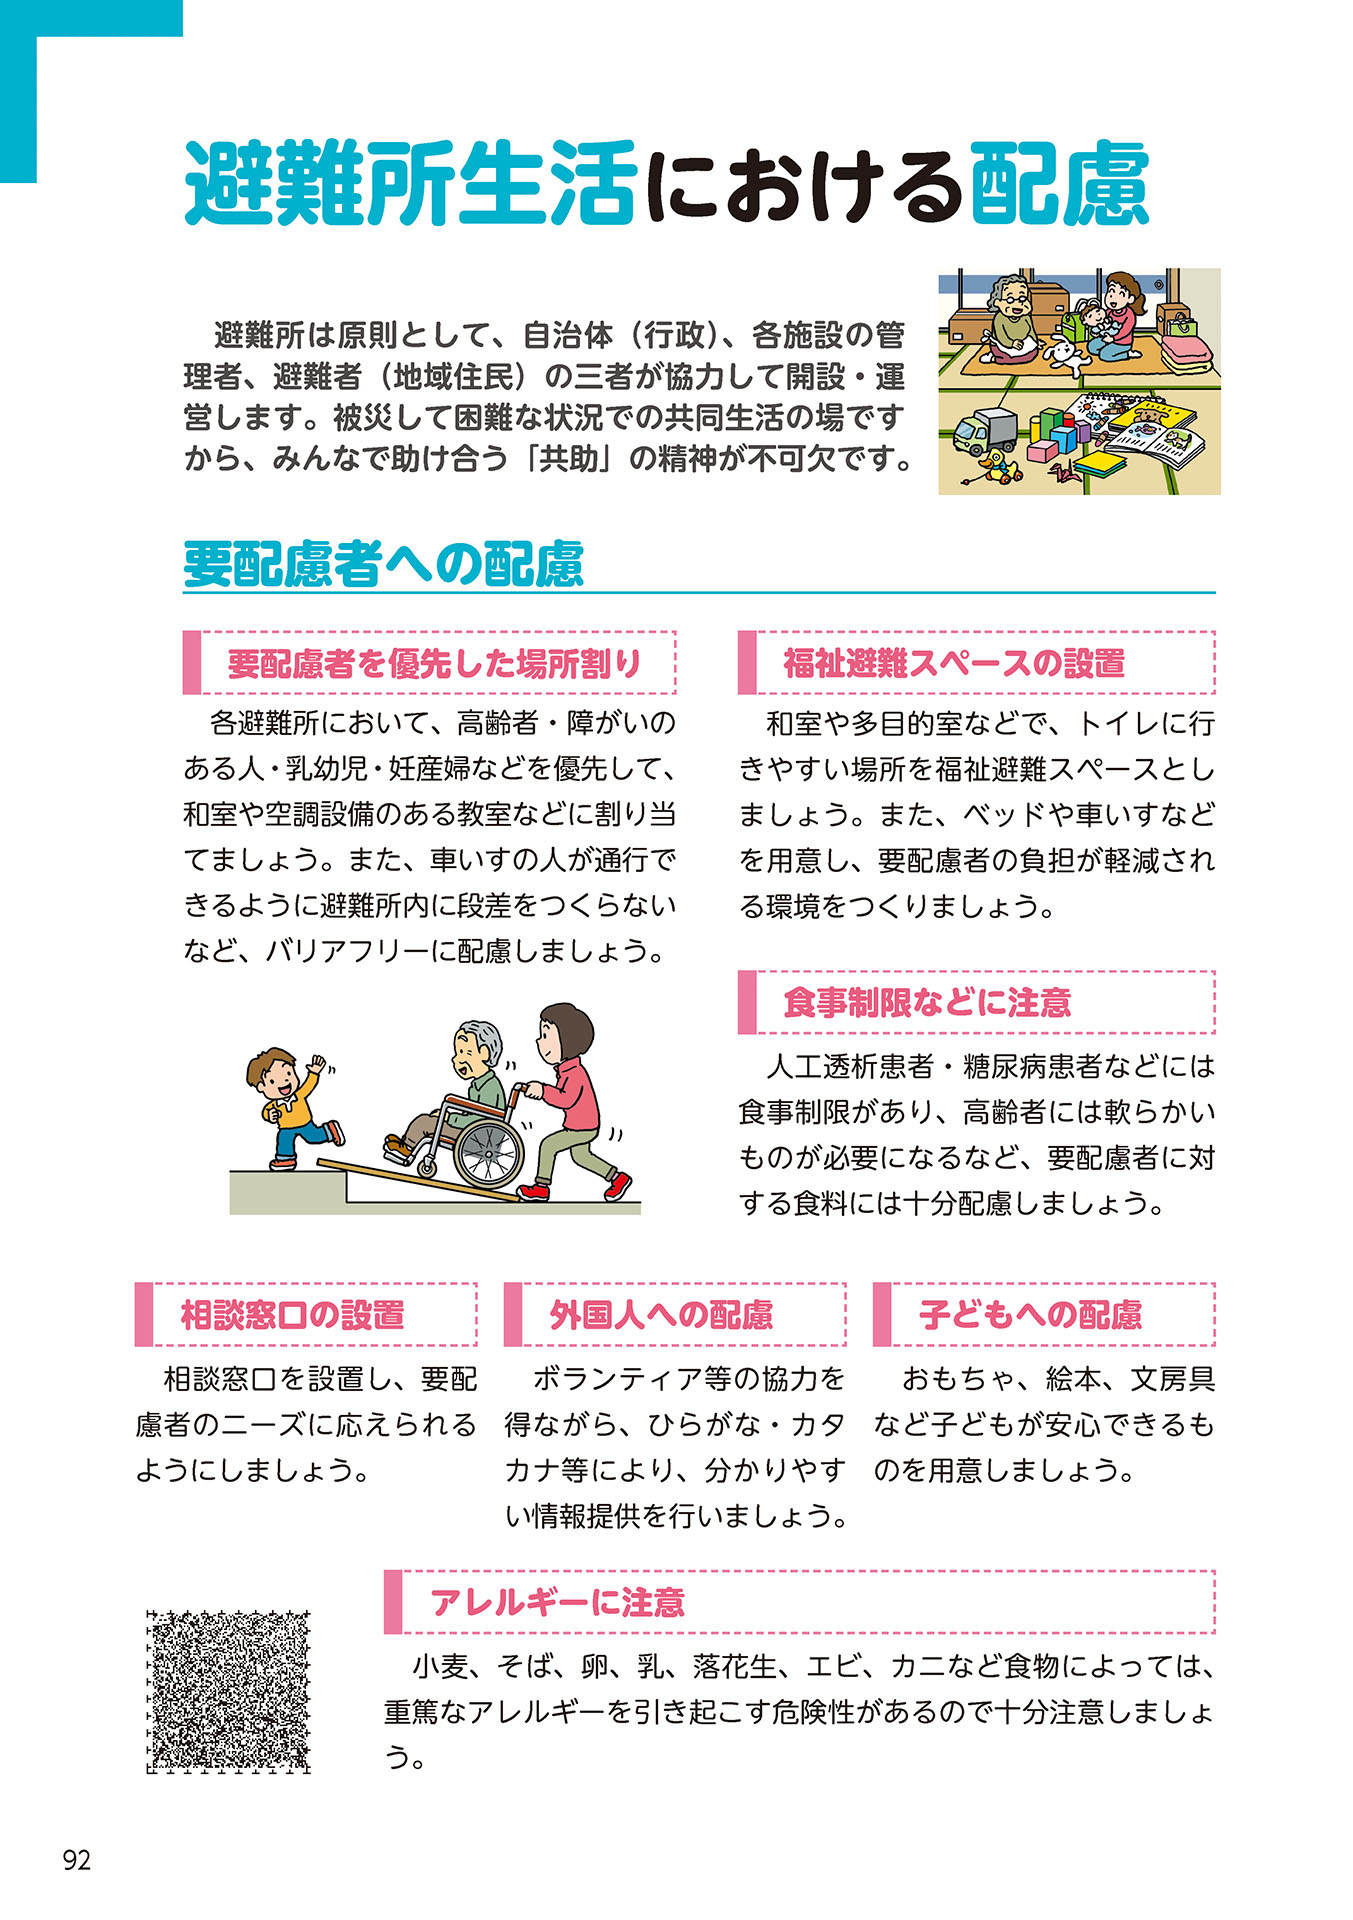 避難所生活における配慮
避難所は原則として、自治体（行政）、各施設の管
理者、避難者（地域住民）の三者が協力して開設・運
営します。被災して困難な状況での共同生活の場です
から、みんなで助け合う「共助」の精神が不可欠です。
要配慮者への配慮
要配慮者を優先した場所割り
各避難所において、高齢者・障がいの
ある人・乳幼児・妊産婦などを優先して、
和室や空調設備のある教室などに割り当
てましょう。また、車いすの人が通行で
きるように避難所内に段差をつくらない
など、バリアフリーに配慮しましょう。
福祉避難スペースの設置
和室や多目的室などで、トイレに行
きやすい場所を福祉避難スペースとし
ましょう。また、ベッドや車いすなど
を用意し、要配慮者の負担が軽減され
る環境をつくりましょう。
食事制限などに注意
人工透析患者・糖尿病患者などには
食事制限があり、高齢者には軟らかい
ものが必要になるなど、要配慮者に対
する食料には十分配慮しましょう。
相談窓口の設置
相談窓口を設置し、要配
慮者のニーズに応えられる
ようにしましょう。
外国人への配慮
ボランティア等の協力を
得ながら、ひらがな・カタ
カナ等により、分かりやす
い情報提供を行いましょう。
子どもへの配慮
おもちゃ、絵本、文房具
など子どもが安心できるも
のを用意しましょう。
アレルギーに注意
小麦、そば、卵、乳、落花生、エビ、カニなど食物によっては、
重篤なアレルギーを引き起こす危険性があるので十分注意しましょ
う。
92